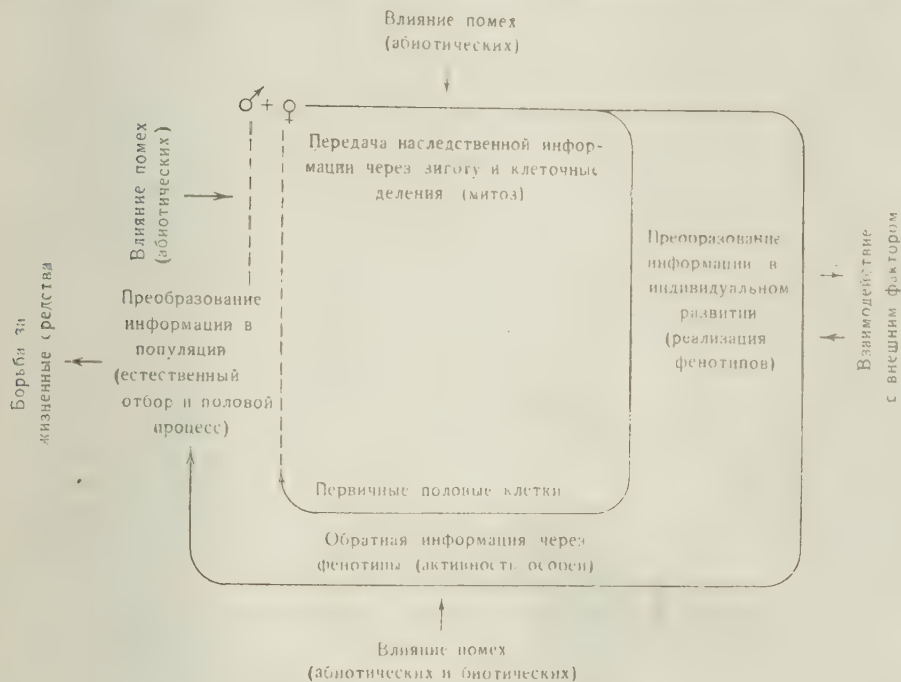 Влияние помех
(абиотических)
♂ + ♀
Влияние помех
(абиотических)
Передача наследственной инфор-
мации через зиготу и клеточные
деления (митоз)
Борьба за
жизненные средства
Преобразование
информации в
популяции
(естественный
отбор и половой
процесс)
Преобразование
информации в
индивидуальном
развитии
(реализация
фенотипов)
Взаимодействие
с внешним фактором
Первичные половые клетки
Обратная информация через
фенотипы (активность особей)
Влияние помех
(абиотических и биотических)